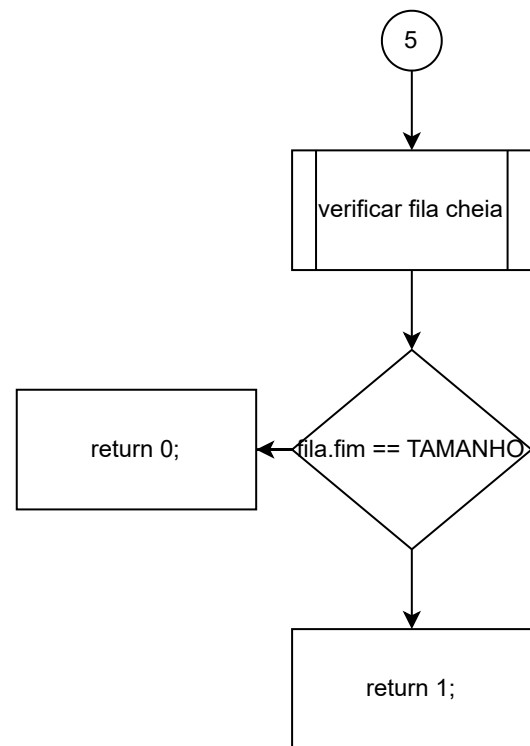 5
verificar fila cheia
fila.fim == TAMANHO
return 0;
return 1;